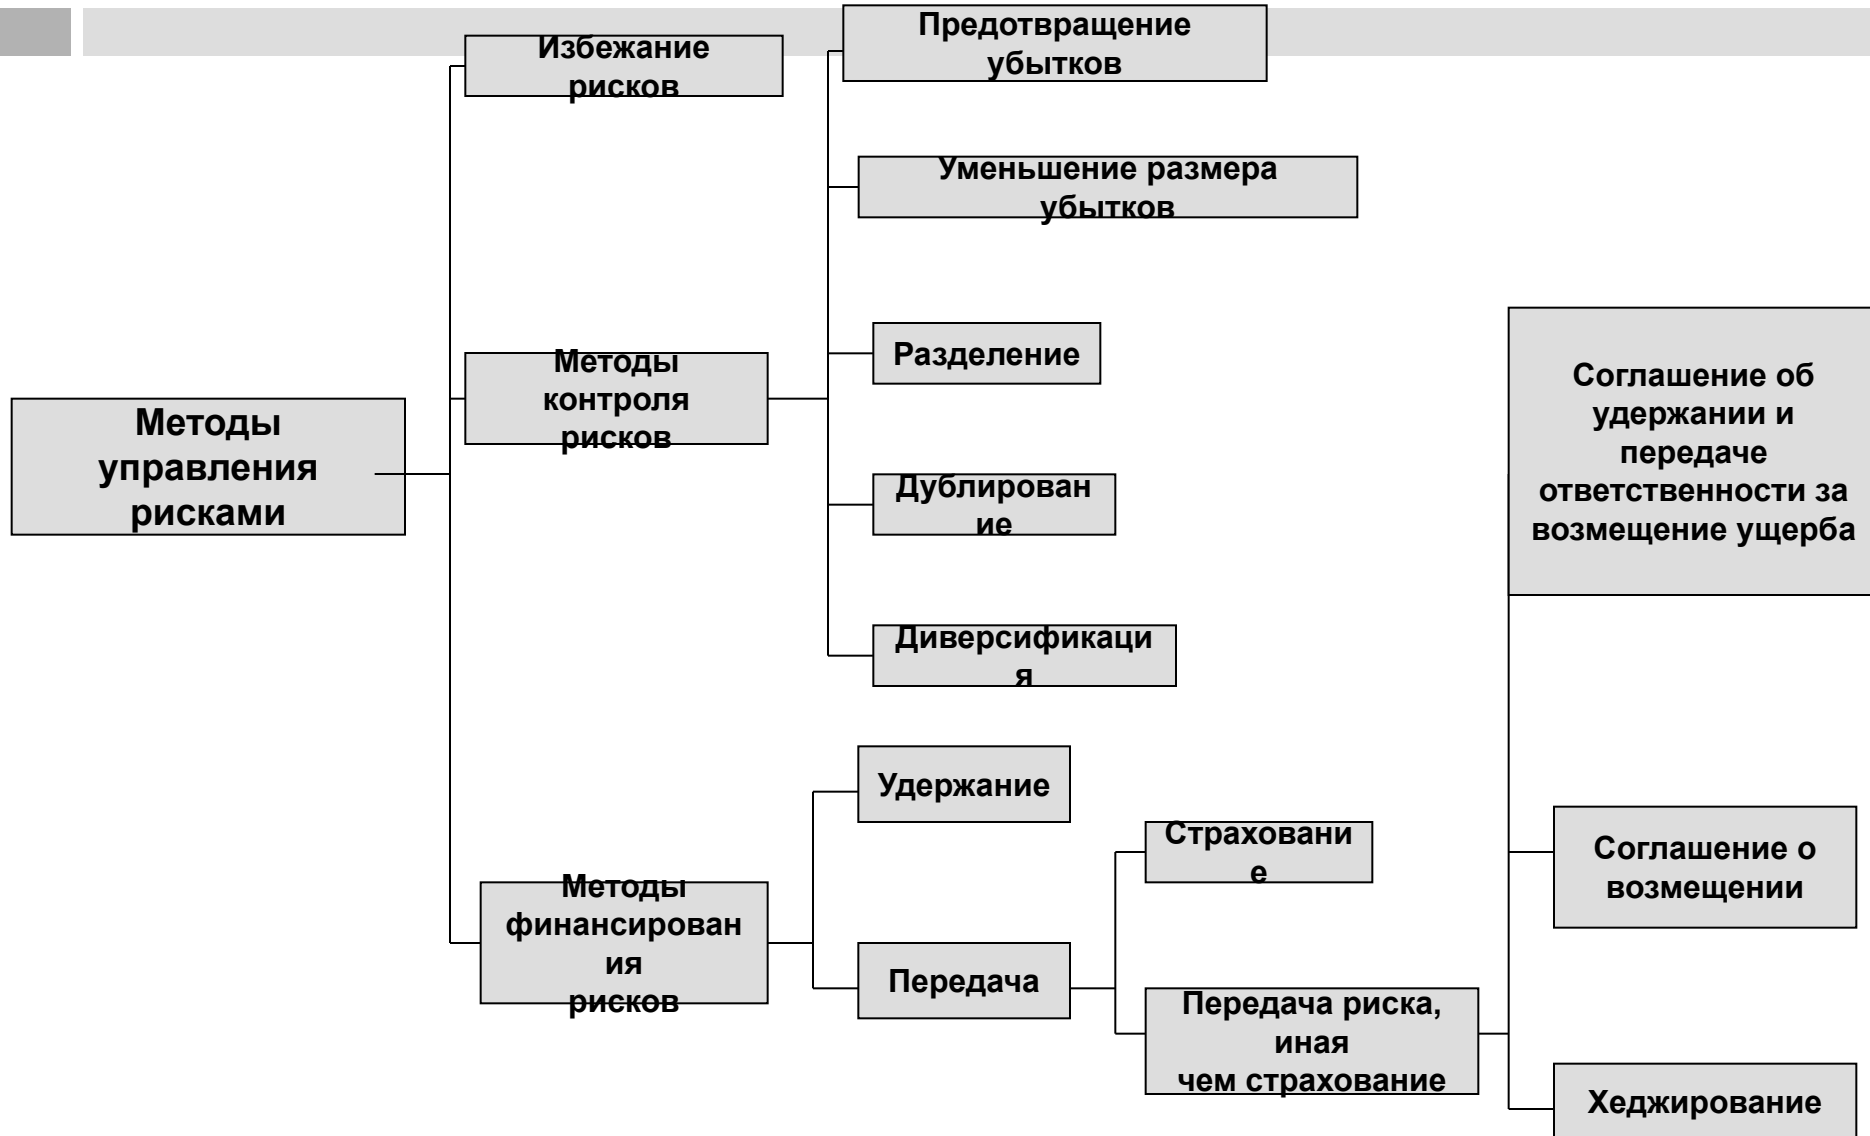 Предотвращение
убытков
Избежание
рисков
Уменьшение размера
убытков
Разделение
Методы
контроля
рисков
Соглашение об
удержании и
передаче
ответственности за
возмещение ущерба
Методы
управления
рисками
Дублирован
ие
Диверсификаци
я
Удержание
Страховани
е
Соглашение о
возмещении
Методы
финансирован
ия
рисков
Передача
Передача риска,
иная
чем страхование
Хеджирование